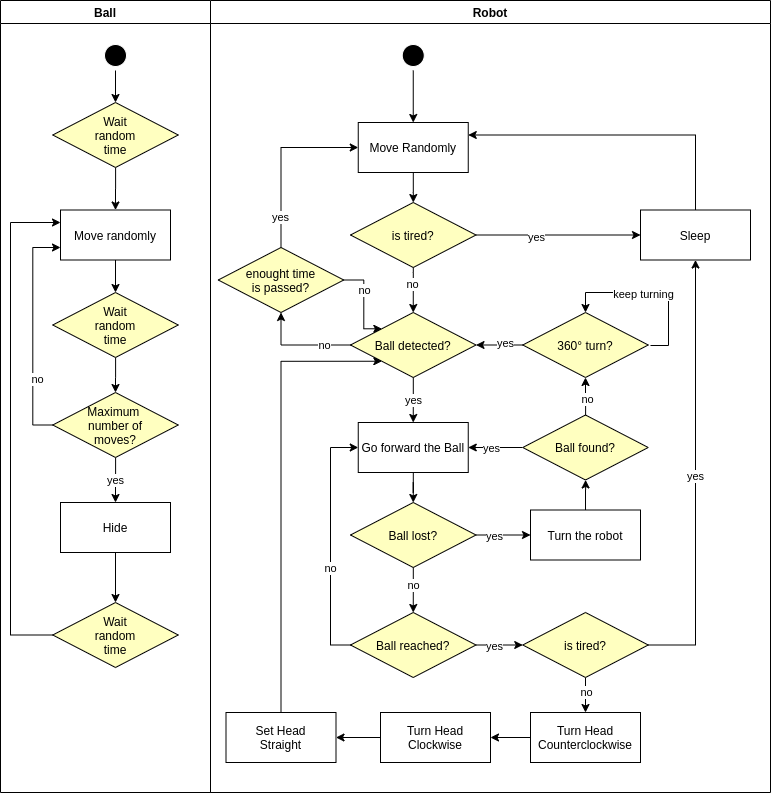 Ball
Wait
random
time
Move randomly
Wait
random
time
no
Maximum
number of
moves?
yes
Hide
Wait
random
time
Robot
Move Randomly
yes
is tired?
yes
Sleep
enought time
is passed?
no
no
keep turning
no
Ball detected?
yes
360° turn?
yes
no
Go forward the Ball
yes
Ball found?
yes
Ball lost?
yes
Turn the robot
no
no
Ball reached?
yes
is tired?
no
Set Head
Straight
Turn Head
Clockwise
Turn Head
Counterclockwise